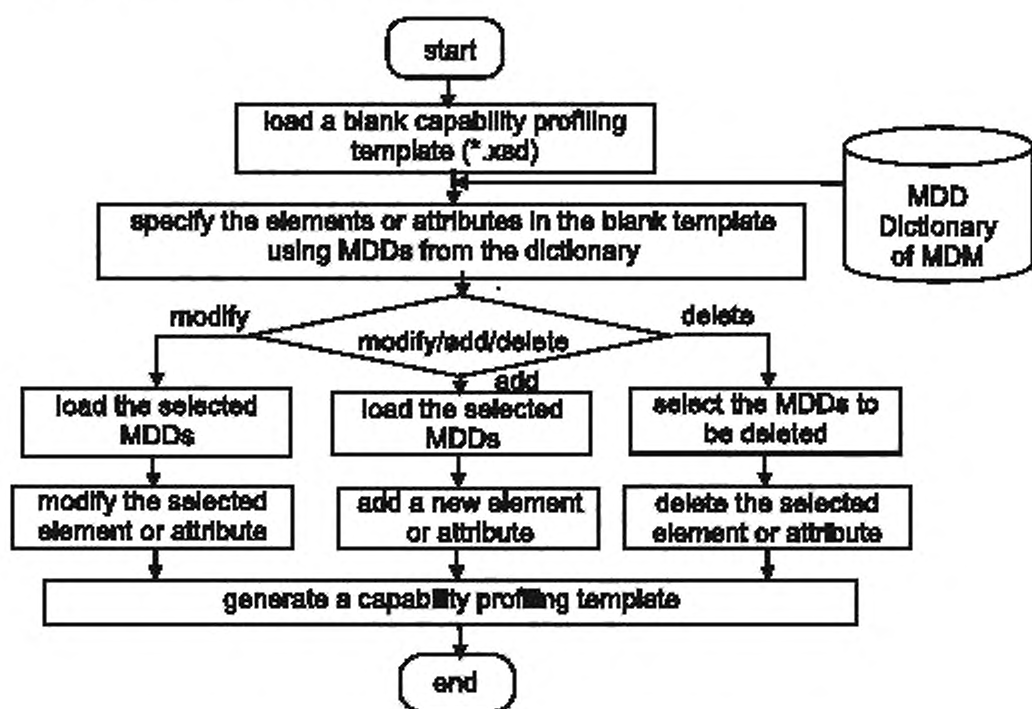 start
load a blank capability profiling
template (*.xsd)
MDD
Dictionary
of MDM
specify the elements or attributes in the blank template
using MDDs from the dictionary
modify
modify/add/delete
delete
add
load the selected
MDDs
load the selected
MDDs
select the MDDs to
be deleted
modify the selected
element or attribute
add a new element
or attribute
delete the selected
element or attribute
generate a capability profiling template
end